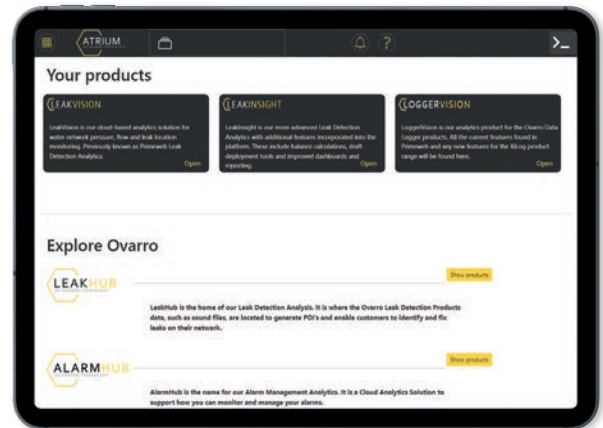 ATRIUM
?
>_
Your products
LEAKVISION
LeakVision is our cloud-based analytics solution for
water network pressure, flow and leak location
monitoring. Previously known as Primeweb Leak
Detection Analytics.
Open
LEAKINSIGHT
LeakInsight is our more advanced Leak Detection
Analytics with additional features incorporated into the
platform. These include balance calculations, draft
deployment tools and improved dashboards and
reporting.
Open
LOGGERVISION
LoggerVision is our analytics product for the Ovarro Data
Logger products. All the current features found in
Primeweb and any new features for the XiLog product
range will be found here.
Open
Explore Ovarro
LEAKHUB
Show products
LeakHub is the home of our Leak Detection Analysis. It is where the Ovarro Leak Detection Products
data, such as sound files, are located to generate POI's and enable customers to identify and fix
leaks on their network.
ALARMHUB
Show products
AlarmHub is the name for our Alarm Management Analytics. It is a Cloud Analytics Solution to
support how you can monitor and manage your alarms.